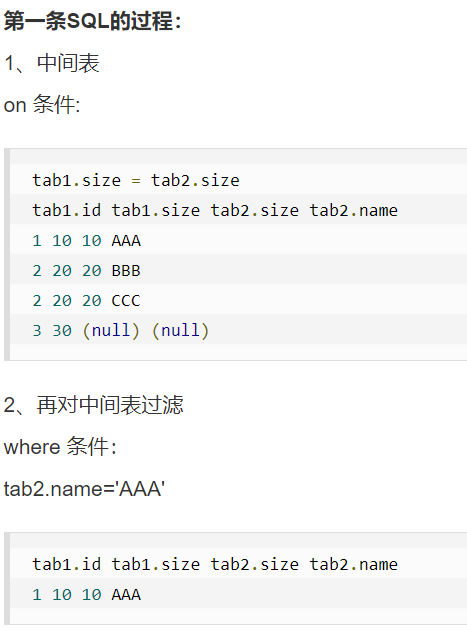 第一条SQL的过程：
1、中间表
on 条件:
tab1.size = tab2.size
tab1.id tab1.size tab2.size tab2.name
1 10 10 AAA
2 20 20 BBB
2 20 20 CCC
3 30 (null) (null)
2、再对中间表过滤
where 条件：
tab2.name='AAA'
tab1.id tab1.size tab2.size tab2.name
1 10 10 AAA